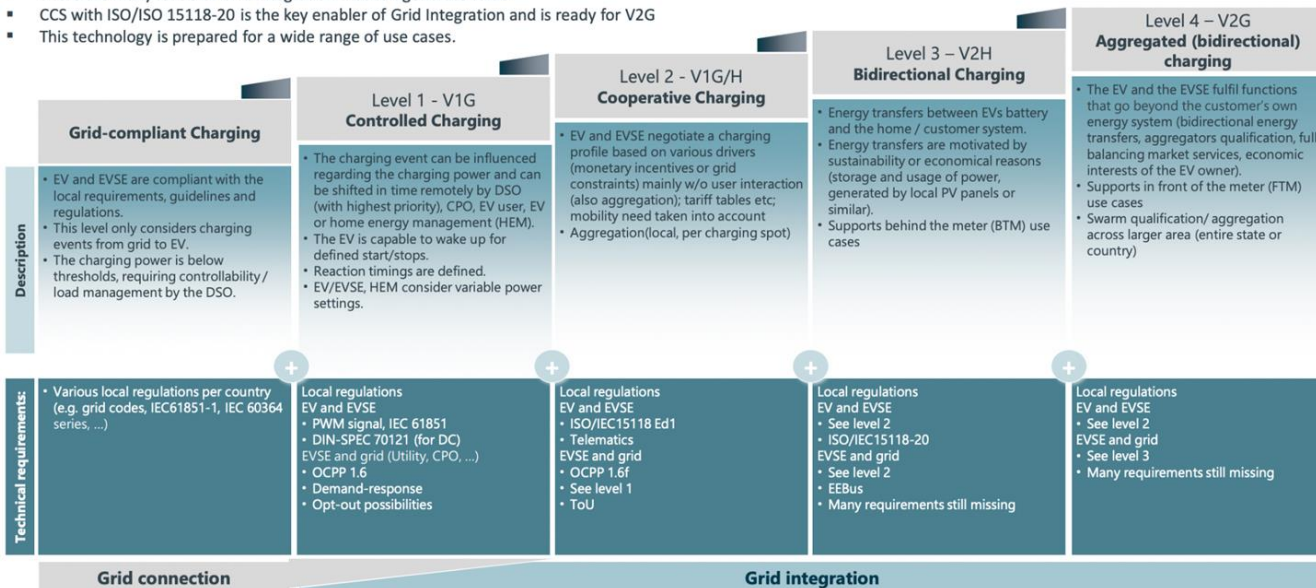 CCS with ISO/ISO 15118-20 is the key enabler of Grid Integration and is ready for V2G
This technology is prepared for a wide range of use cases.
Grid-compliant Charging
Level 1 - V1G
Controlled Charging
Level 2 - V1G/H
Cooperative Charging
Level 3 – V2H
Bidirectional Charging
Level 4 – V2G
Aggregated (bidirectional)
charging
Description
• EV and EVSE are compliant with the
local requirements, guidelines and
regulations.
• This level only considers charging
events from grid to EV.
• The charging power is below
thresholds, requiring controllability/
load management by the DSO.
• The charging event can be influenced
regarding the charging power and can
be shifted in time remotely by DSO
(with highest priority), CPO, EV user, EV
or home energy management (HEM).
• The EV is capable to wake up for
defined start/stops.
• Reaction timings are defined.
• EV/EVSE, HEM consider variable power
settings.
• EV and EVSE negotiate a charging
profile based on various drivers
(monetary incentives or grid
constraints) mainly w/o user interaction
(also aggregation); tariff tables etc;
mobility need taken into account
• Aggregation(local, per charging spot)
• Energy transfers between EVs battery
and the home / customer system.
• Energy transfers are motivated by
sustainability or economical reasons
(storage and usage of power,
generated by local PV panels or
similar).
• Supports behind the meter (BTM) use
cases
• The EV and the EVSE fulfil functions
that go beyond the customer's own
energy system (bidirectional energy
transfers, aggregators qualification, full
balancing market services, economic
interests of the EV owner).
• Supports in front of the meter (FTM)
use cases
• Swarm qualification/ aggregation
across larger area (entire state or
country)
+
+
+
+
Technical requirements:
• Various local regulations per country
(e.g. grid codes, IEC61851-1, IEC 60364
series, ...)
Local regulations
EV and EVSE
• PWM signal, IEC 61851
• DIN-SPEC 70121 (for DC)
EVSE and grid (Utility, CPO, ...)
• OCPP 1.6
• Demand-response
• Opt-out possibilities
Local regulations
EV and EVSE
• ISO/IEC15118 Ed1
• Telematics
EVSE and grid
• OCPP 1.6f
• See level 1
• ToU
Local regulations
EV and EVSE
• See level 2
• ISO/IEC15118-20
EVSE and grid
• See level 2
• EEBus
• Many requirements still missing
Local regulations
EV and EVSE
• See level 2
EVSE and grid
• See level 3
• Many requirements still missing
Grid connection
Grid integration